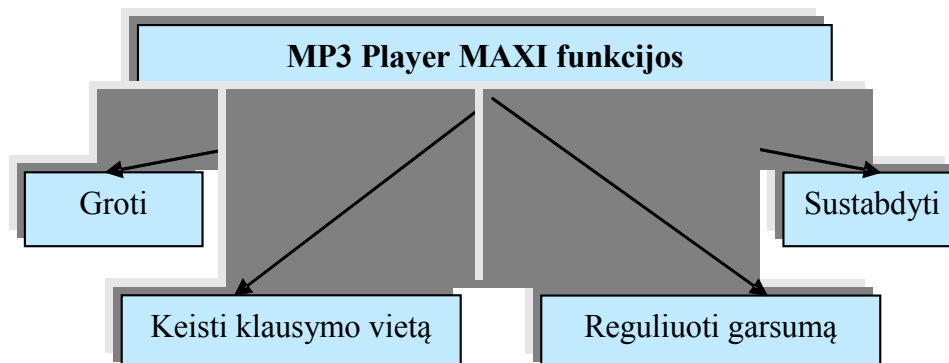 MP3 Player MAXI funkcijos
Groti
Sustabdyti
Keisti klausymo vietą
Reguliuoti garsumą